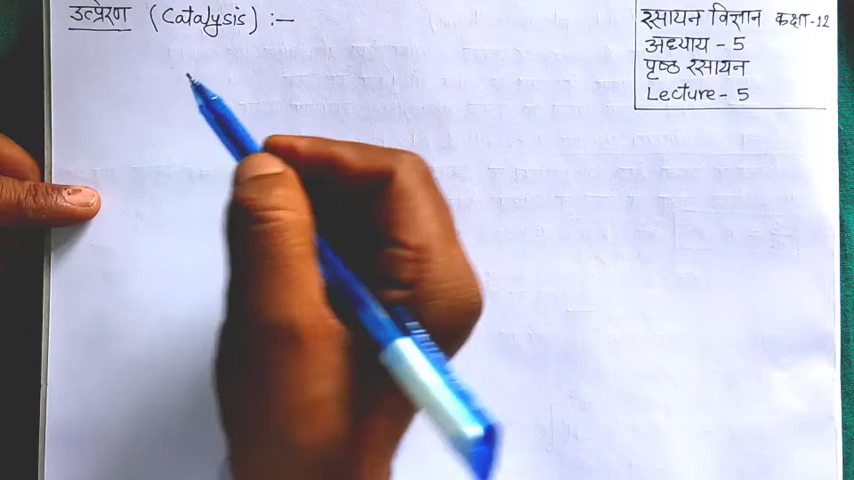 उत्प्रेरण (Catalysis) :-
रसायन विज्ञान कक्षा-12
अध्याय - 5
पृष्ठ रसायन
Lecture - 5